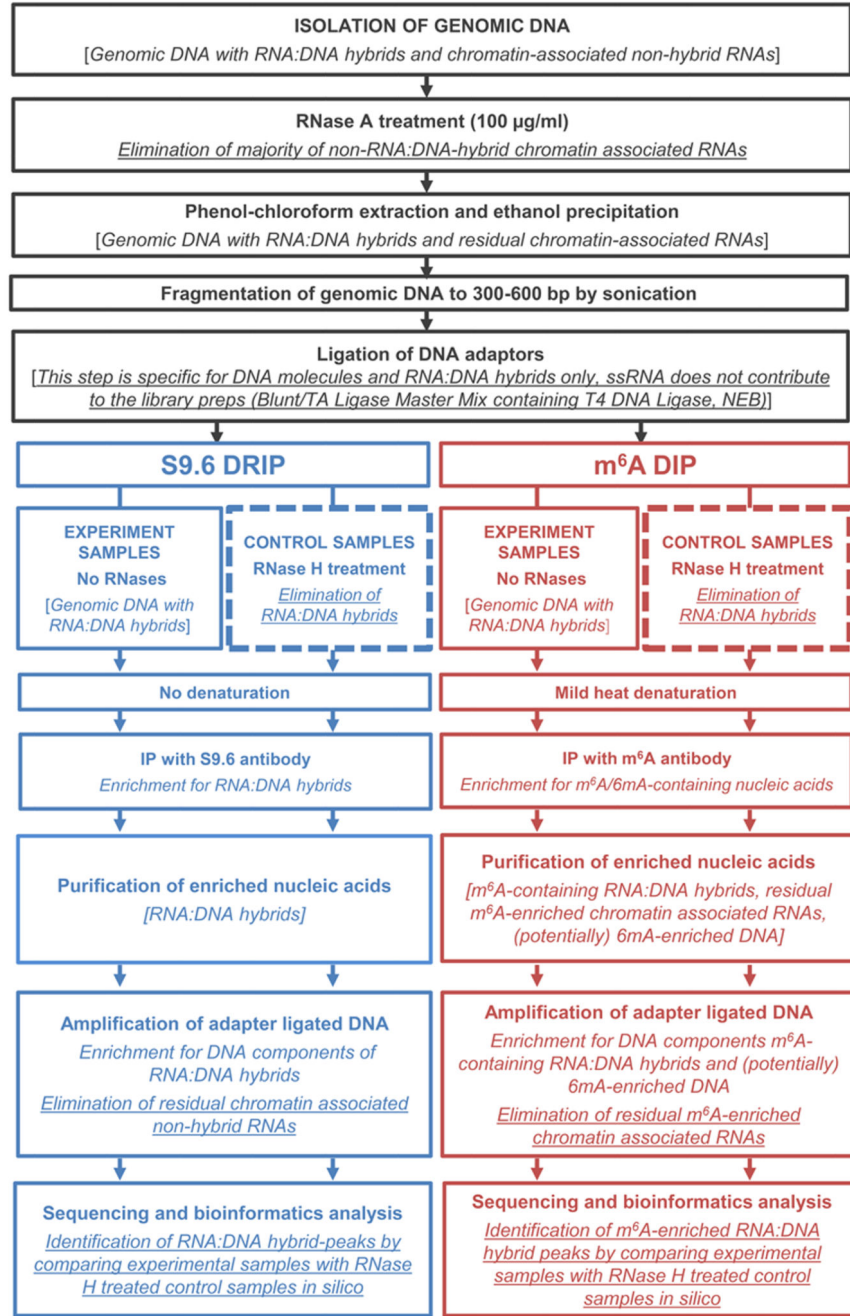 ISOLATION OF GENOMIC DNA
[Genomic DNA with RNA:DNA hybrids and chromatin-associated non-hybrid RNAs]
RNase A treatment (100 µg/ml)
Elimination of majority of non-RNA:DNA-hybrid chromatin associated RNAs
Phenol-chloroform extraction and ethanol precipitation
[Genomic DNA with RNA:DNA hybrids and residual chromatin-associated RNAs]
Fragmentation of genomic DNA to 300-600 bp by sonication
Ligation of DNA adaptors
[This step is specific for DNA molecules and RNA:DNA hybrids only, ssRNA does not contribute
to the library preps (Blunt/TA Ligase Master Mix containing T4 DNA Ligase, NEB)]
S9.6 DRIP
EXPERIMENT
SAMPLES
No RNases
[Genomic DNA with
RNA:DNA hybrids]
CONTROL SAMPLES
RNase H treatment
Elimination of
RNA:DNA hybrids
No denaturation
IP with S9.6 antibody
Enrichment for RNA:DNA hybrids
Purification of enriched nucleic acids
[RNA:DNA hybrids]
Amplification of adapter ligated DNA
Enrichment for DNA components of
RNA:DNA hybrids
Elimination of residual chromatin associated
non-hybrid RNAs
Sequencing and bioinformatics analysis
Identification of RNA:DNA hybrid-peaks by
comparing experimental samples with RNase
H treated control samples in silico
m⁶A DIP
EXPERIMENT
SAMPLES
No RNases
[Genomic DNA with
RNA:DNA hybrids]
CONTROL SAMPLES
RNase H treatment
Elimination of
RNA:DNA hybrids
Mild heat denaturation
IP with m⁶A antibody
Enrichment for m⁶A/6mA-containing nucleic acids
Purification of enriched nucleic acids
[m⁶A-containing RNA:DNA hybrids, residual
m⁶A-enriched chromatin associated RNAs,
(potentially) 6mA-enriched DNA]
Amplification of adapter ligated DNA
Enrichment for DNA components m⁶A-
containing RNA:DNA hybrids and (potentially)
6mA-enriched DNA
Elimination of residual m⁶A-enriched
chromatin associated RNAs
Sequencing and bioinformatics analysis
Identification of m⁶A-enriched RNA:DNA
hybrid peaks by comparing experimental
samples with RNase H treated control
samples in silico